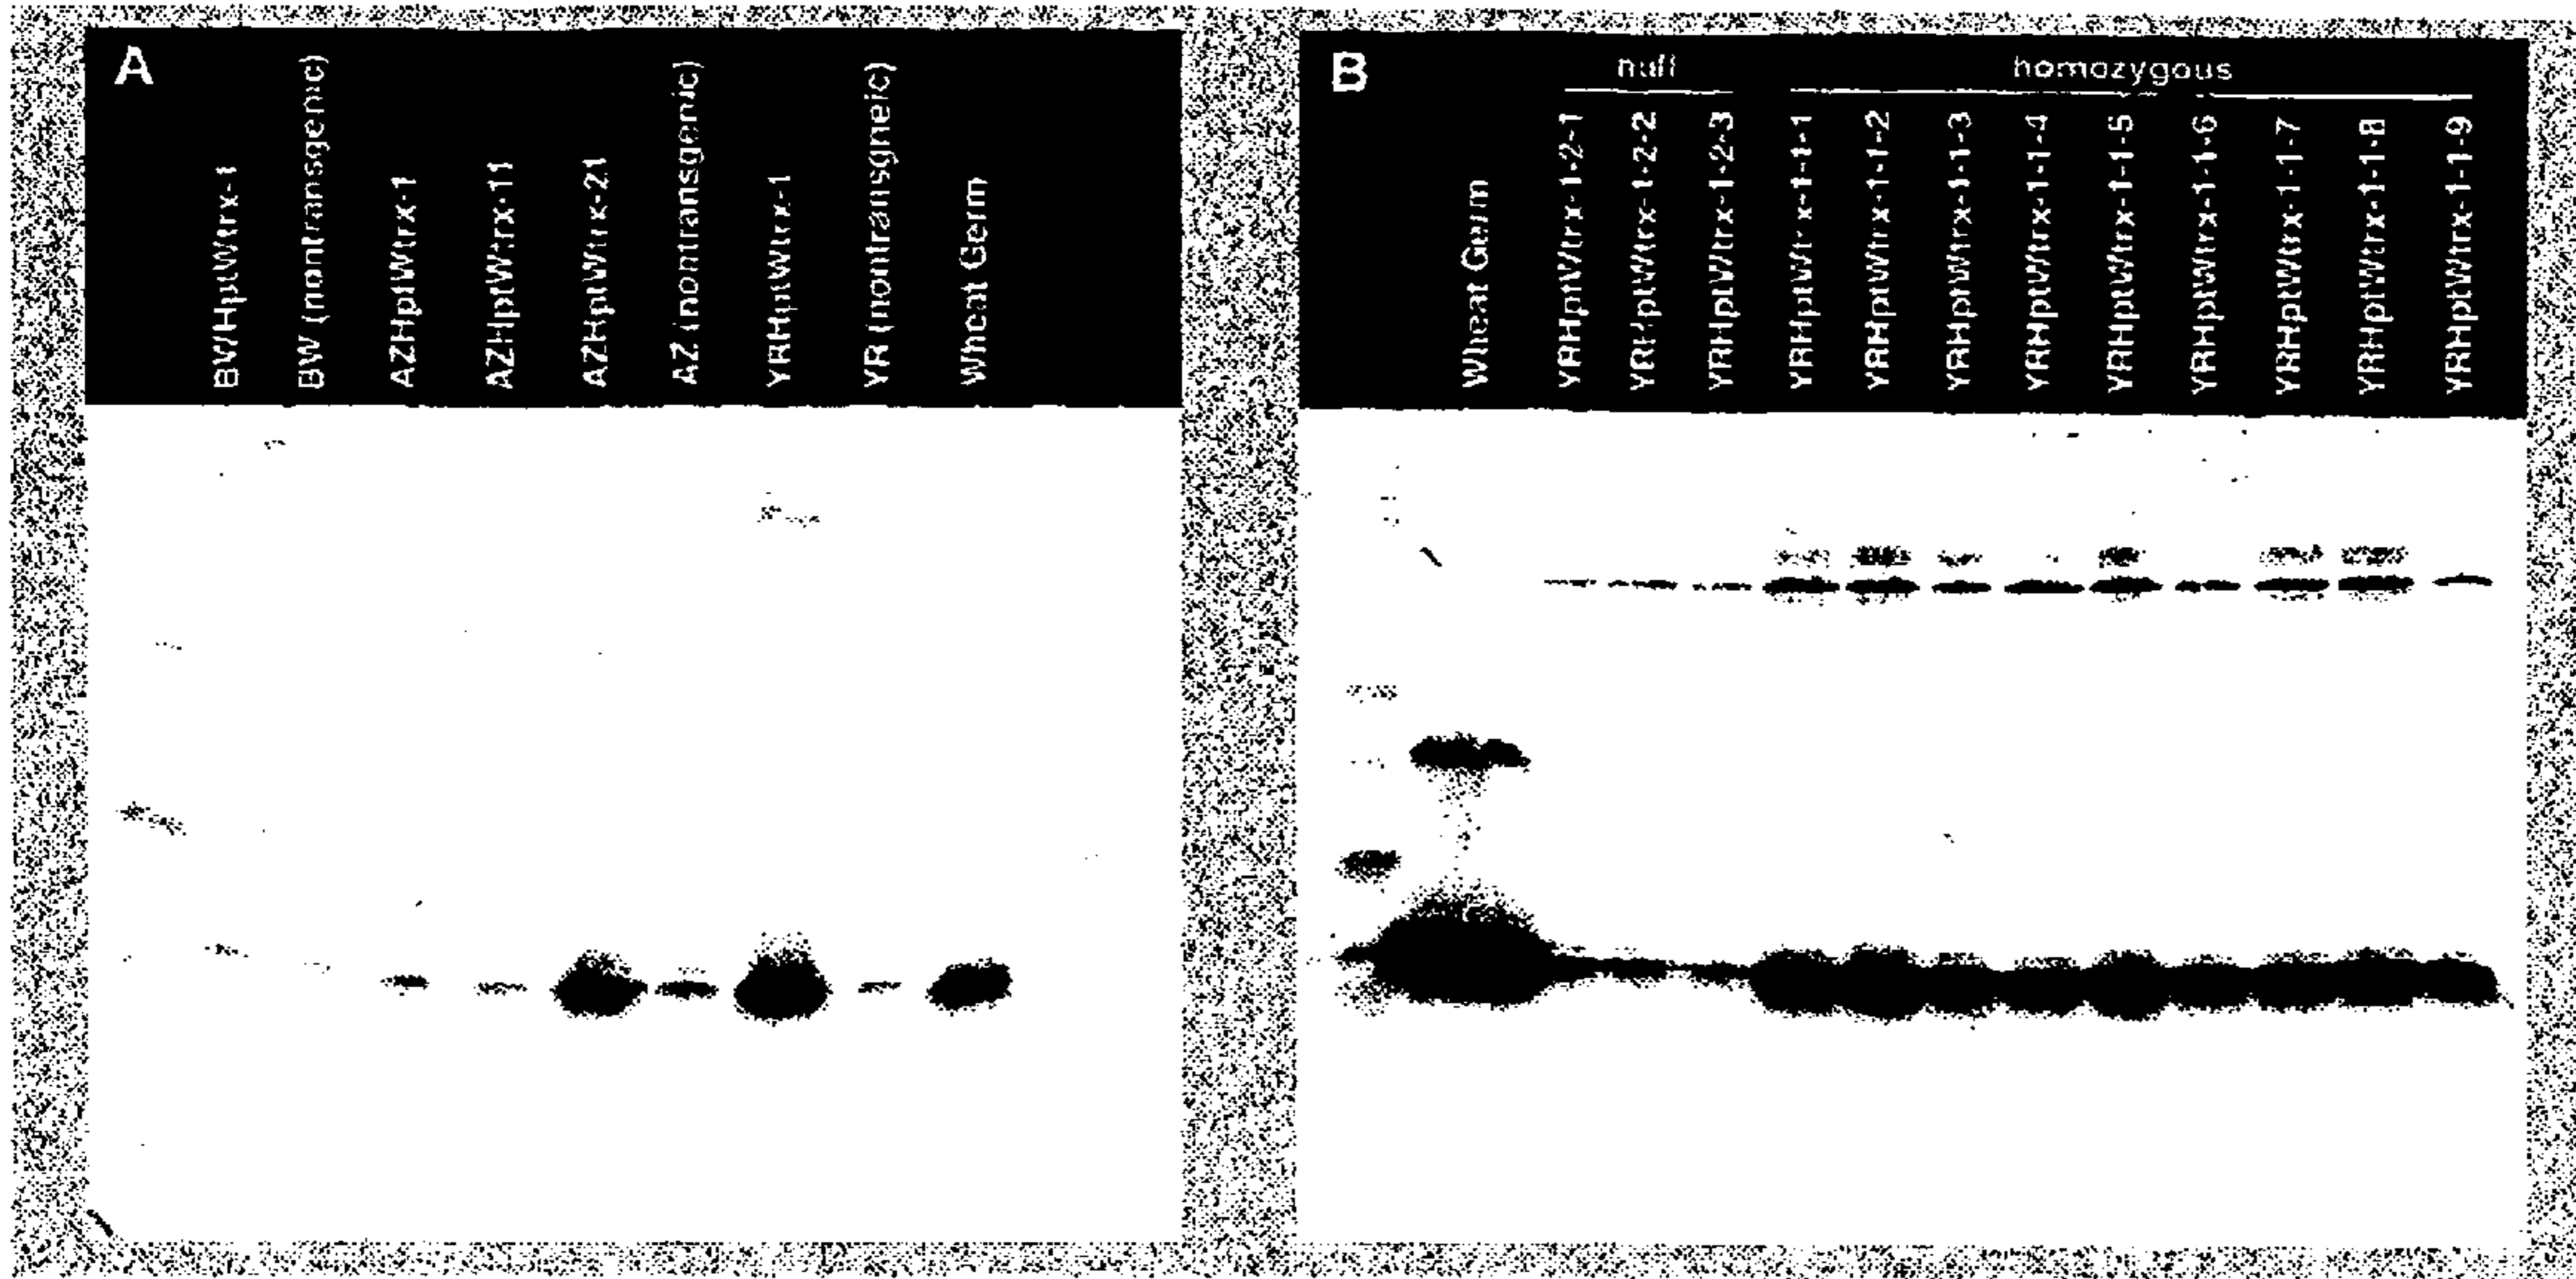 A
BWHptWtrx-1
BW (nontransgenic)
AZHptWtrx-1
AZHptWtrx-11
AZHptWtrx-21
AZ (nontransgenic)
YRHptWtrx-1
YR (nontransgneic)
Wheat Germ
B
null
homozygous
Wheat Germ
YRHptWtrx-1-2-1
YRHptWtrx-1-2-2
YRHptWtrx-1-2-3
YRHptWtrx-1-1-1
YRHptWtrx-1-1-2
YRHptWtrx-1-1-3
YRHptWtrx-1-1-4
YRHptWtrx-1-1-5
YRHptWtrx-1-1-6
YRHptWtrx-1-1-7
YRHptWtrx-1-1-8
YRHptWtrx-1-1-9